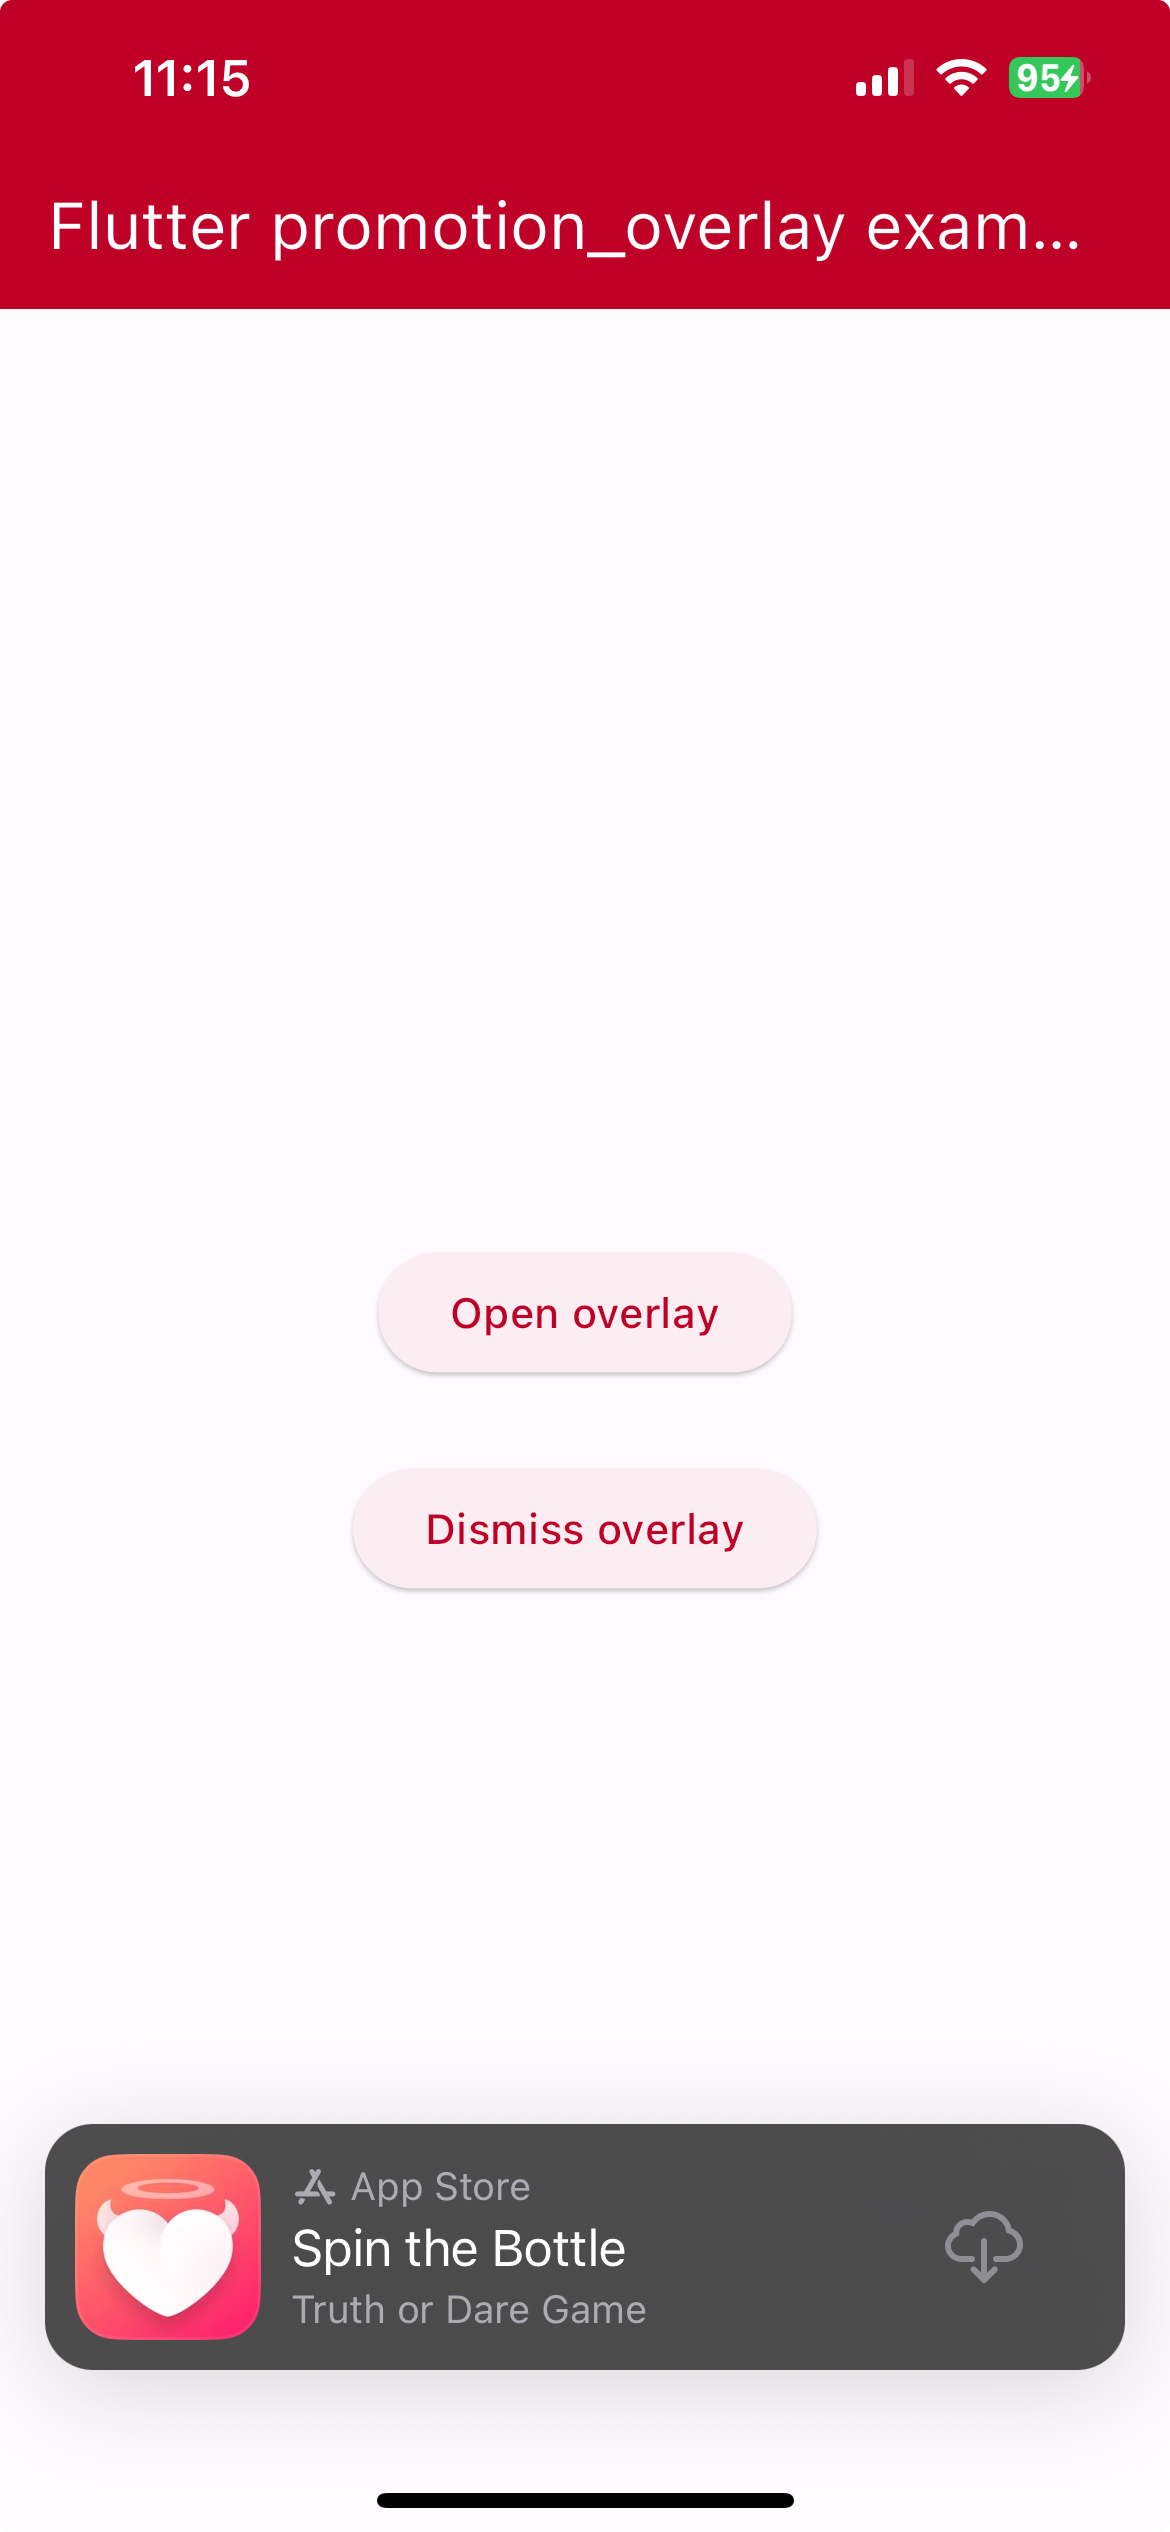 11:15
95
Flutter promotion_overlay exam...
Open overlay
Dismiss overlay
App Store
Spin the Bottle
Truth or Dare Game